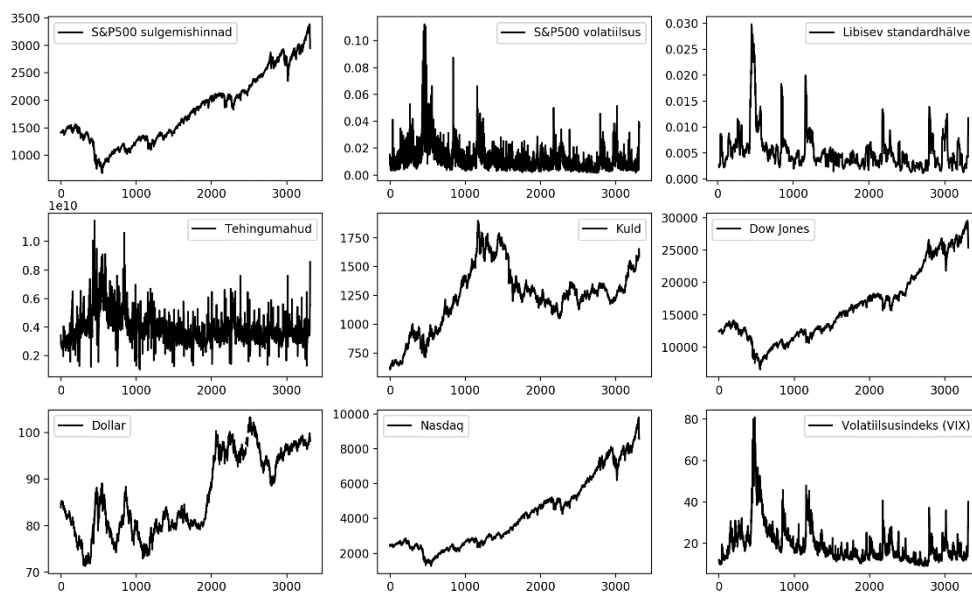 S&P500 sulgemishinnad
3500
3000
2500
2000
1500
1000
0 1000 2000 3000
S&P500 volatiilsus
0.10
0.08
0.06
0.04
0.02
0.00
0 1000 2000 3000
Libisev standardhälve
0.030
0.025
0.020
0.015
0.010
0.005
0.000
0 1000 2000 3000
1e10
Tehingumahud
1.0
0.8
0.6
0.4
0.2
0 1000 2000 3000
Kuld
1750
1500
1250
1000
750
0 1000 2000 3000
Dow Jones
30000
25000
20000
15000
10000
0 1000 2000 3000
Dollar
100
90
80
70
0 1000 2000 3000
Nasdaq
10000
8000
6000
4000
2000
0 1000 2000 3000
Volatiilsusindeks (VIX)
80
60
40
20
0 1000 2000 3000